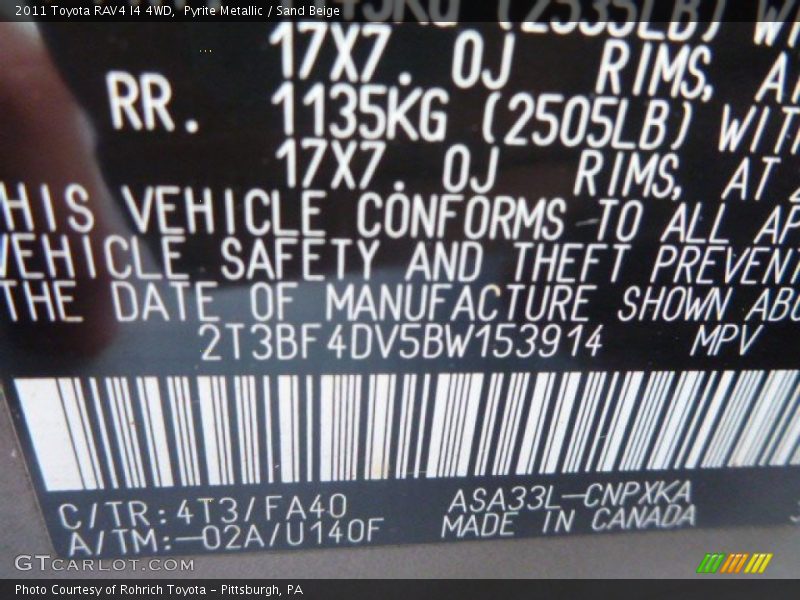 2011 Toyota RAV4 I4 4WD, Pyrite Metallic / Sand Beige
(2535LB)
17X7. 0J RIMS,
RR. 1135KG (2505LB)
17X7. 0J RIMS, AT
HIS VEHICLE CONFORMS TO ALL
VEHICLE SAFETY AND THEFT PREVENT
THE DATE OF MANUFACTURE SHOWN
2T3BF4DV5BW153914 MPV
C/TR:4T3/FA40 ASA33L-CNPXKA
A/TM:-02A/U140F MADE IN CANADA
GTCARLOT.COM
Photo Courtesy of Rohrich Toyota - Pittsburgh, PA